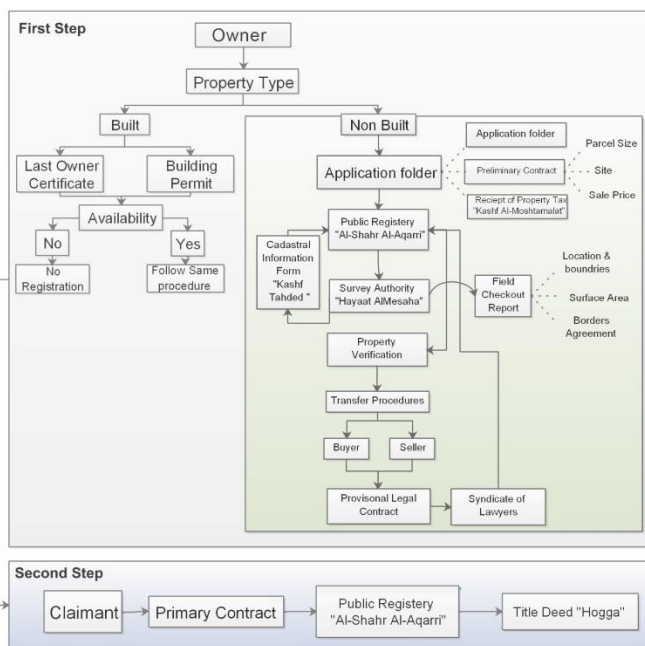 First Step
Owner
Property Type
Built
Non Built
Last Owner
Certificate
Building
Permit
Availability
No
Yes
No
Registration
Follow Same
procedure
Application folder
Application folder
Preliminary Contract
Reciept of Property Tax
"Kashf Al-Moshtamalat"
Parcel Size
Site
Sale Price
Public Registery
"Al-Shahr Al-Aqarri"
Cadastral
Information
Form
"Kashf
Tahded "
Survey Authority
"Hayaat AlMesaha"
Field
Checkout
Report
Location &
boundries
Surface Area
Borders
Agreement
Property
Verification
Transfer Procedures
Buyer
Seller
Provisonal Legal
Contract
Syndicate of
Lawyers
Second Step
Claimant
Primary Contract
Public Registery
"Al-Shahr Al-Aqarri"
Title Deed "Hogga"